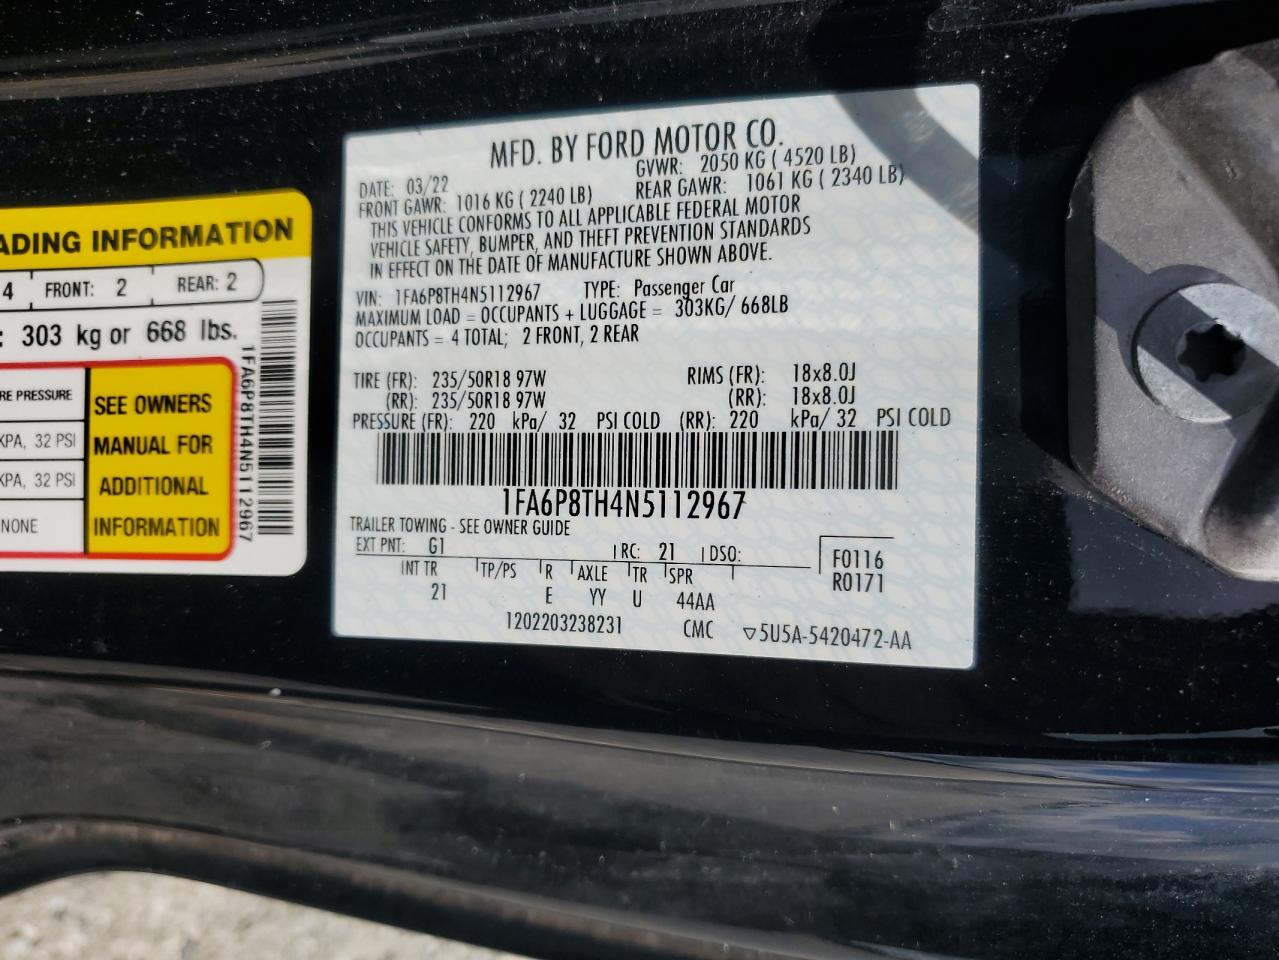 ADING INFORMATION
4 FRONT: 2 REAR: 2
: 303 kg or 668 lbs.
RE PRESSURE
KPA, 32 PSI
KPA, 32 PSI
NONE
SEE OWNERS
MANUAL FOR
ADDITIONAL
INFORMATION
1FA6P8TH4N5112967
MFD. BY FORD MOTOR CO.
DATE: 03/22 GVWR: 2050 KG ( 4520 LB)
FRONT GAWR: 1016 KG ( 2240 LB) REAR GAWR: 1061 KG ( 2340 LB)
THIS VEHICLE CONFORMS TO ALL APPLICABLE FEDERAL MOTOR
VEHICLE SAFETY, BUMPER, AND THEFT PREVENTION STANDARDS
IN EFFECT ON THE DATE OF MANUFACTURE SHOWN ABOVE.
VIN: 1FA6P8TH4N5112967 TYPE: Passenger Car
MAXIMUM LOAD = OCCUPANTS + LUGGAGE = 303KG/ 668LB
OCCUPANTS = 4 TOTAL; 2 FRONT, 2 REAR
TIRE (FR): 235/50R18 97W RIMS (FR): 18x8.0J
(RR): 235/50R18 97W (RR): 18x8.0J
PRESSURE (FR): 220 kPa/ 32 PSI COLD (RR): 220 kPa/ 32 PSI COLD
1FA6P8TH4N5112967
TRAILER TOWING - SEE OWNER GUIDE
EXT PNT: G1 RC: 21 DSO: F0116
R0171
INT TR TP/PS R AXLE TR SPR
21 E YY U 44AA
1202203238231 CMC ▽5U5A-5420472-AA